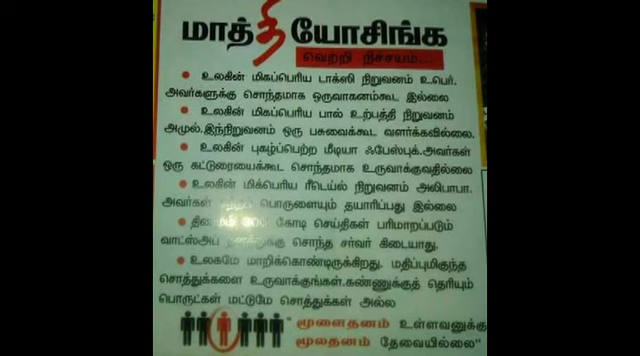 மாத்தி யோசிங்க
வெற்றி நிச்சயம்...
• உலகின் மிகப்பெரிய டாக்ஸி நிறுவனம் உபெர்.
அவர்களுக்கு சொந்தமாக ஒருவாகனம்கூட இல்லை
• உலகின் மிகப்பெரிய பால் உற்பத்தி நிறுவனம்
அமுல்.இந்நிறுவனம் ஒரு பசுவைக்கூட வளர்க்கவில்லை.
• உலகின் புகழ்ப்பெற்ற மீடியா ஃபேஸ்புக்.அவர்கள்
ஒரு கட்டுரையைக்கூட சொந்தமாக உருவாக்குவதில்லை
• உலகின் மிக்பெரிய ரீடெய்ல் நிறுவனம் அலிபாபா.
அவர்கள் பொருளையும் தயாரிப்பது இல்லை
• கோடி செய்திகள் பரிமாறப்படும்
வாட்ஸ்அப் சொந்த சர்வர் கிடையாது.
• உலகமே மாறிக்கொண்டிருக்கிறது. மதிப்புமிகுந்த
சொத்துக்களை உருவாக்குங்கள்.கண்ணுக்குத் தெரியும்
பொருட்கள் மட்டுமே சொத்துக்கள் அல்ல
"மூளைதனம் உள்ளவனுக்கு
மூலதனம் தேவையில்லை"